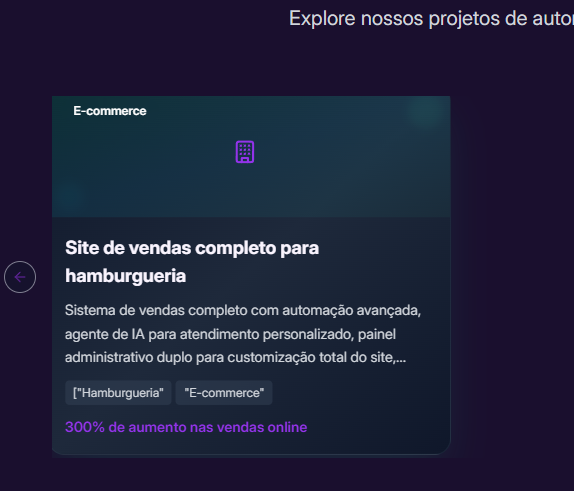 Explore nossos projetos de auto
E-commerce
Site de vendas completo para
hamburgueria
Sistema de vendas completo com automação avançada,
agente de IA para atendimento personalizado, painel
administrativo duplo para customização total do site,...
["Hamburgueria" "E-commerce"
300% de aumento nas vendas online